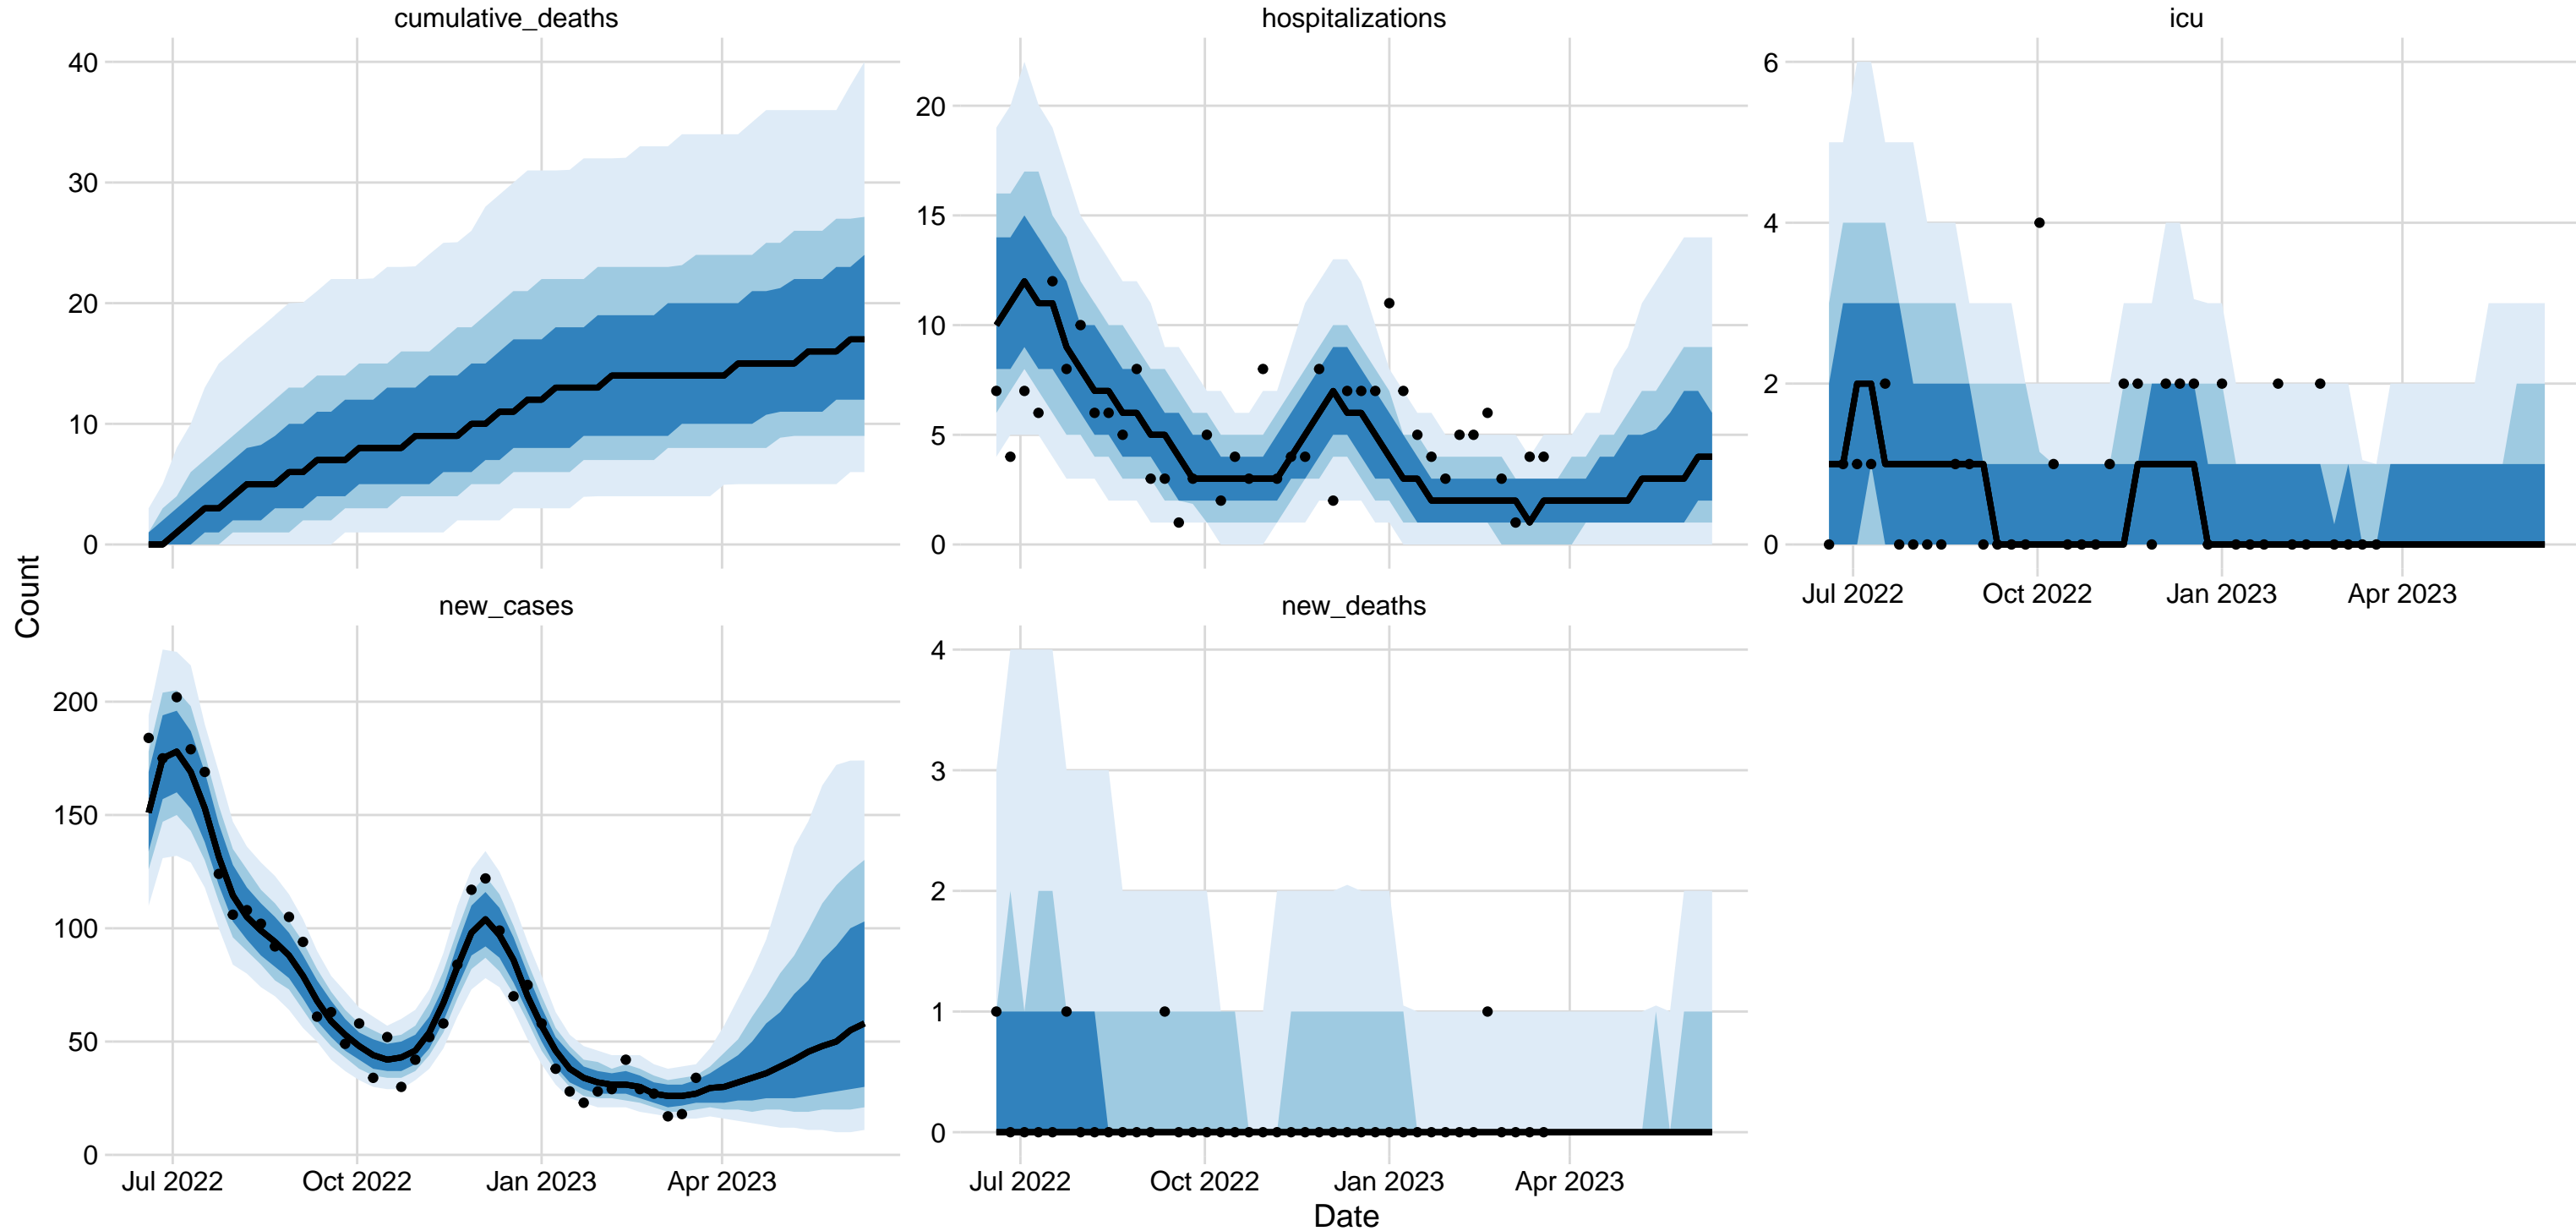 cumulative_deaths
hospitalizations
icu
40
30
20
10
0
20
15
10
5
0
6
4
2
0
Jul 2022
Oct 2022
Jan 2023
Apr 2023
Count
new_cases
new_deaths
200
150
100
50
0
4
3
2
1
0
Jul 2022
Oct 2022
Jan 2023
Apr 2023
Jul 2022
Oct 2022
Jan 2023
Apr 2023
Date